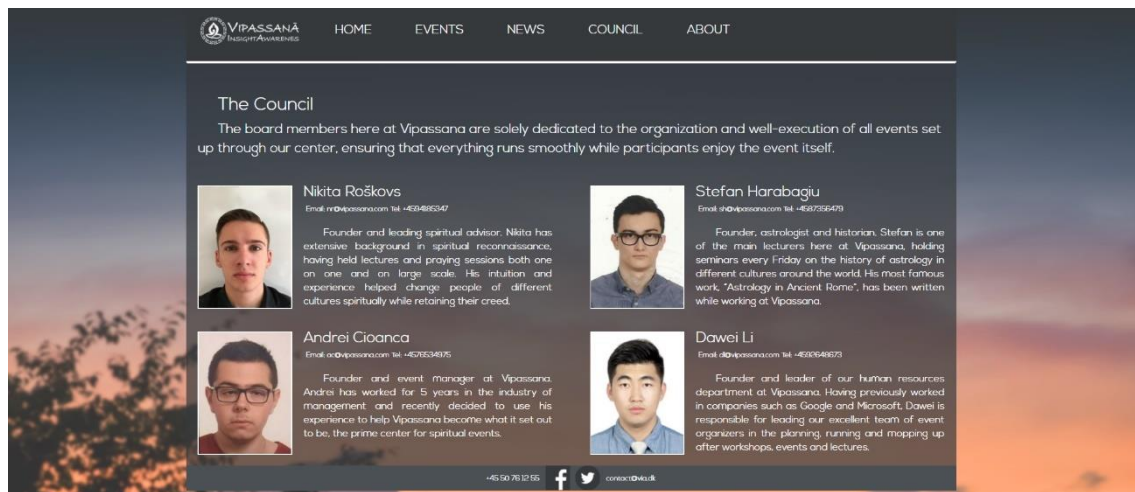 VIPASSANĀ
INSIGHTAWARENES
HOME EVENTS NEWS COUNCIL ABOUT
The Council
The board members here at Vipassana are solely dedicated to the organization and well-execution of all events set
up through our center, ensuring that everything runs smoothly while participants enjoy the event itself.
Nikita Roškovs
Email: nr@vipassana.com Tel: +4594185347
Founder and leading spiritual advisor. Nikita has
extensive background in spiritual reconnaissance,
having held lectures and praying sessions both one
on one and on large scale. His intuition and
experience helped change people of different
cultures spiritually while retaining their creed.
Stefan Harabagiu
Email: sh@vipassana.com Tel: +4587356479
Founder, astrologist and historian, Stefan is one
of the main lecturers here at Vipassana, holding
seminars every Friday on the history of astrology in
different cultures around the world. His most famous
work, "Astrology in Ancient Rome", has been written
while working at Vipassana.
Andrei Cioanca
Email: ac@vipassana.com Tel: +4576534975
Founder and event manager at Vipassana.
Andrei has worked for 5 years in the industry of
management and recently decided to use his
experience to help Vipassana become what it set out
to be, the prime center for spiritual events.
Dawei Li
Email: dl@vipassana.com Tel: +4592648673
Founder and leader of our human resources
department at Vipassana. Having previously worked
in companies such as Google and Microsoft, Dawei is
responsible for leading our excellent team of event
organizers in the planning, running and mopping up
after workshops, events and lectures.
+45 50 76 12 55 contact@via.dk